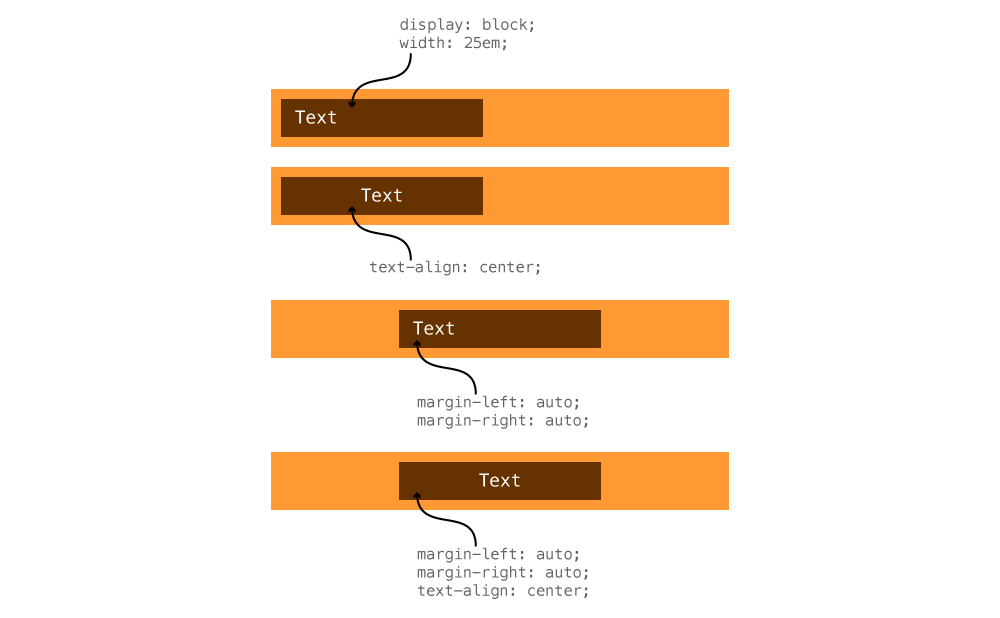 display: block;
width: 25em;
Text
Text
text-align: center;
Text
margin-left: auto;
margin-right: auto;
Text
margin-left: auto;
margin-right: auto;
text-align: center;